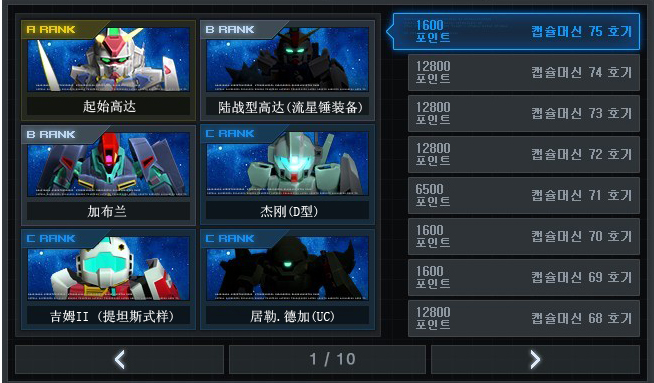 A RANK
B RANK
起始高达
陆战型高达(流星锤装备)
B RANK
C RANK
加布兰
杰刚(D型)
C RANK
C RANK
吉姆II (提坦斯式样)
居勒.德加(UC)
1600
포인트
캡슐머신 75 호기
12800
포인트
캡슐머신 74 호기
12800
포인트
캡슐머신 73 호기
12800
포인트
캡슐머신 72 호기
6500
포인트
캡슐머신 71 호기
1600
포인트
캡슐머신 70 호기
1600
포인트
캡슐머신 69 호기
12800
포인트
캡슐머신 68 호기
1 / 10